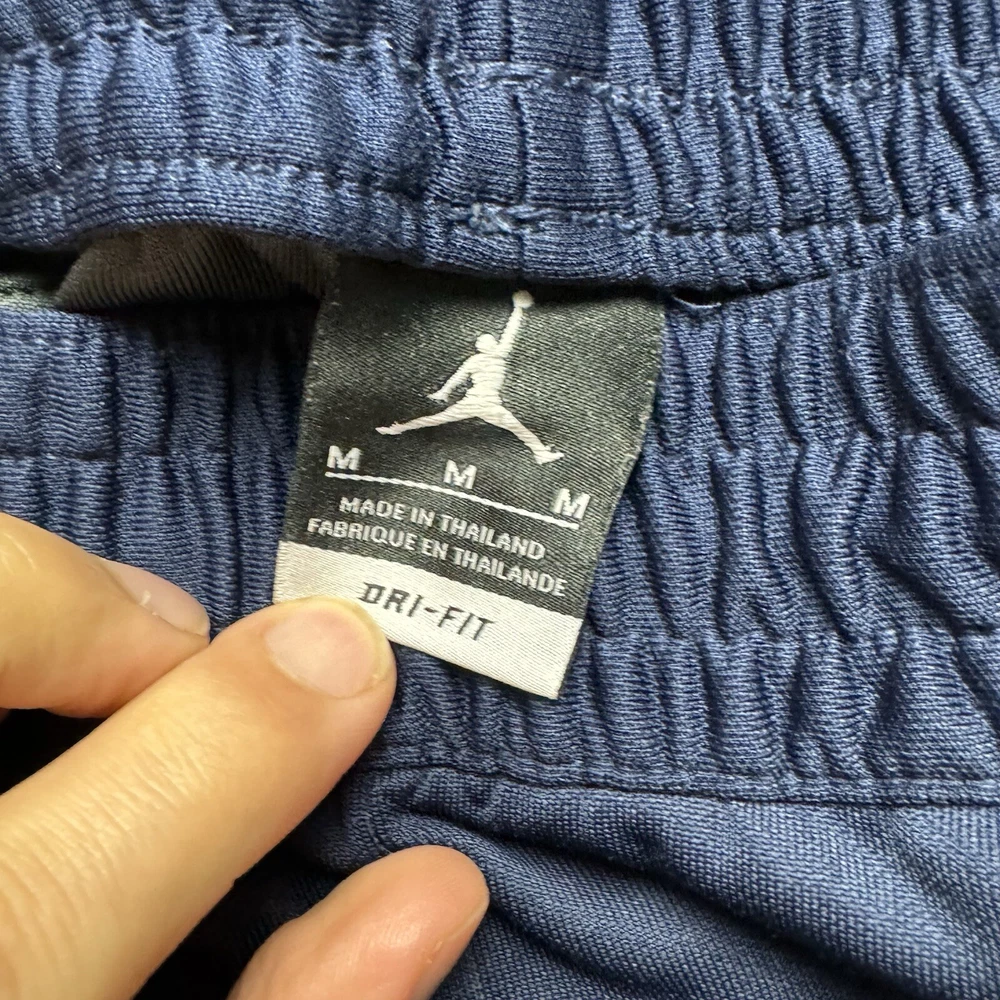 M M M
MADE IN THAILAND
FABRIQUE EN THAILANDE
DRI-FIT